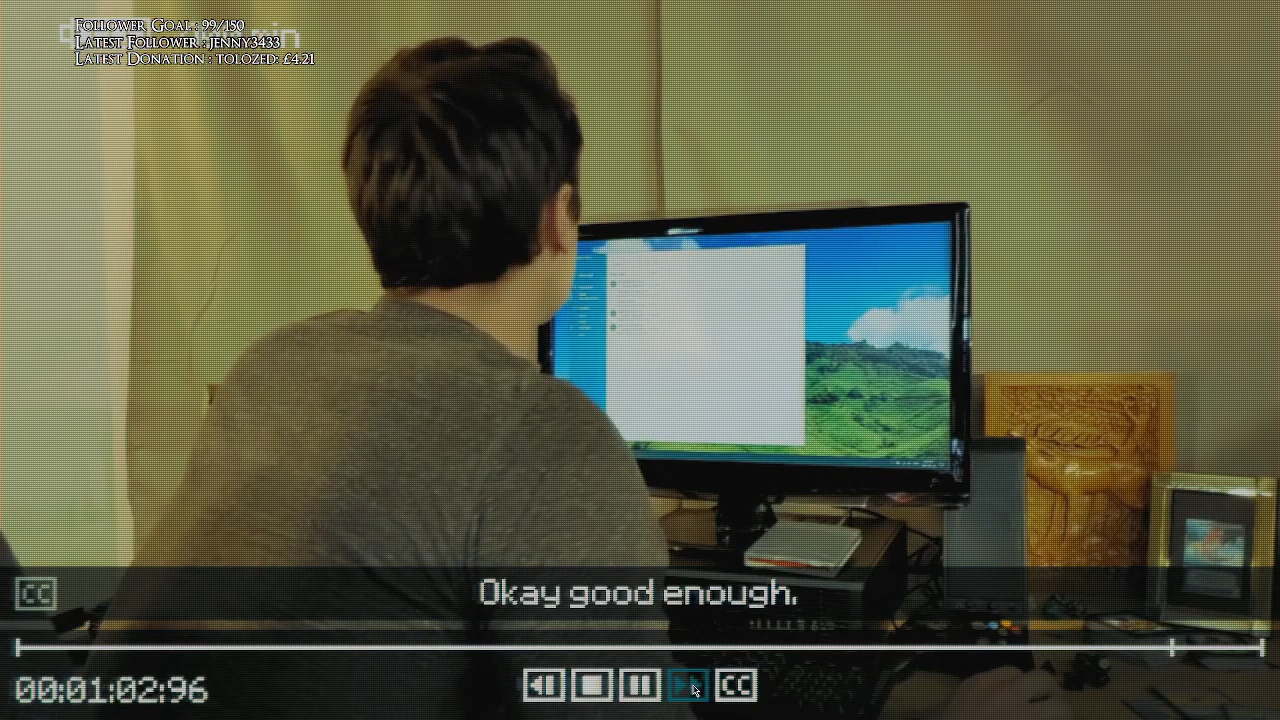 Follower Goal : 99/150
Latest Follower : jenny3433
Latest Donation : tolozed: £4.21
CC
Okay good enough.
00:01:02:96
CC